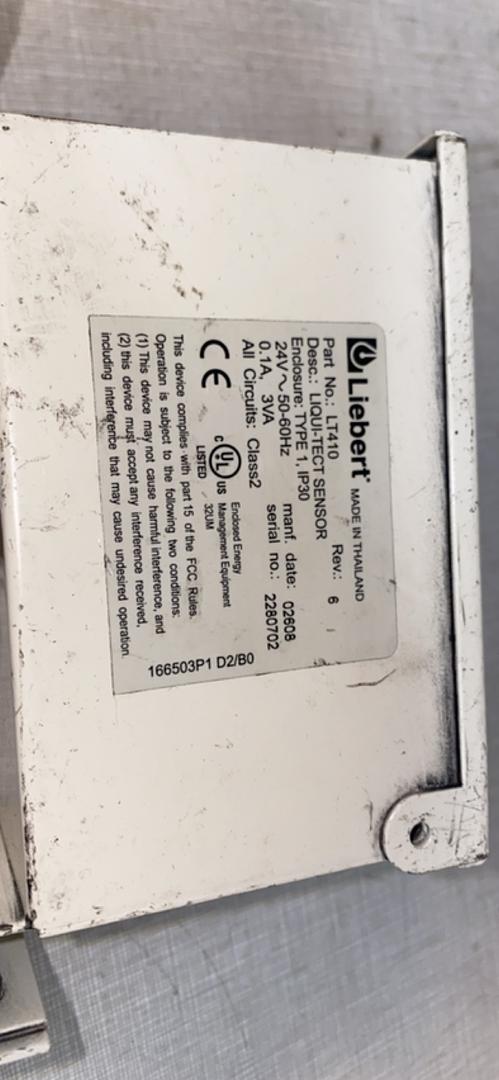 Liebert® MADE IN THAILAND
Part No.: LT410 Rev.: 6
Desc.: LIQUI-TECT SENSOR
Enclosure: TYPE 1, IP30
24V~50-60Hz manf. date: 02608
0.1A, 3VA serial no.: 2280702
All Circuits: Class2
CE c UL US LISTED 32UM Enclosed Energy Management Equipment
This device complies with part 15 of the FCC Rules.
Operation is subject to the following two conditions:
(1) This device may not cause harmful interference, and
(2) this device must accept any interference received,
including interference that may cause undesired operation.
166503P1 D2/B0